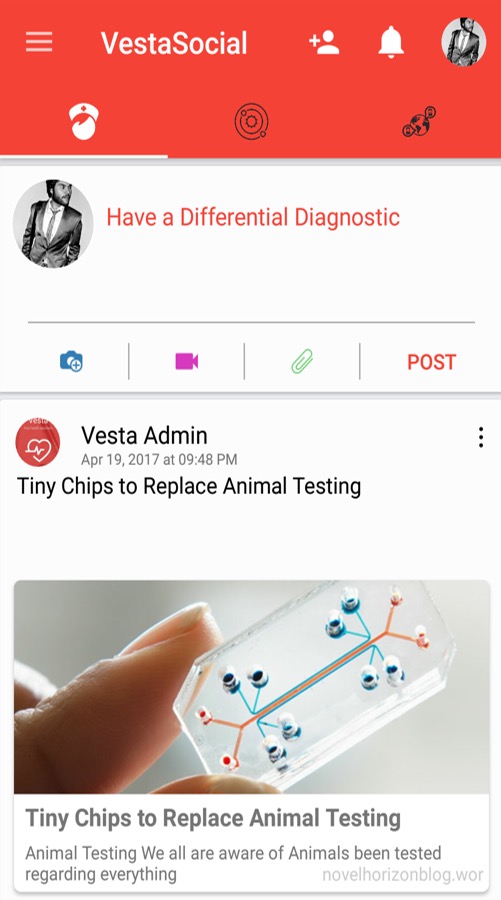 VestaSocial
Have a Differential Diagnostic
POST
Vesta
Vesta Admin
Apr 19, 2017 at 09:48 PM
Tiny Chips to Replace Animal Testing
Tiny Chips to Replace Animal Testing
Animal Testing We all are aware of Animals been tested
regarding everything
novelhorizonblog.wor